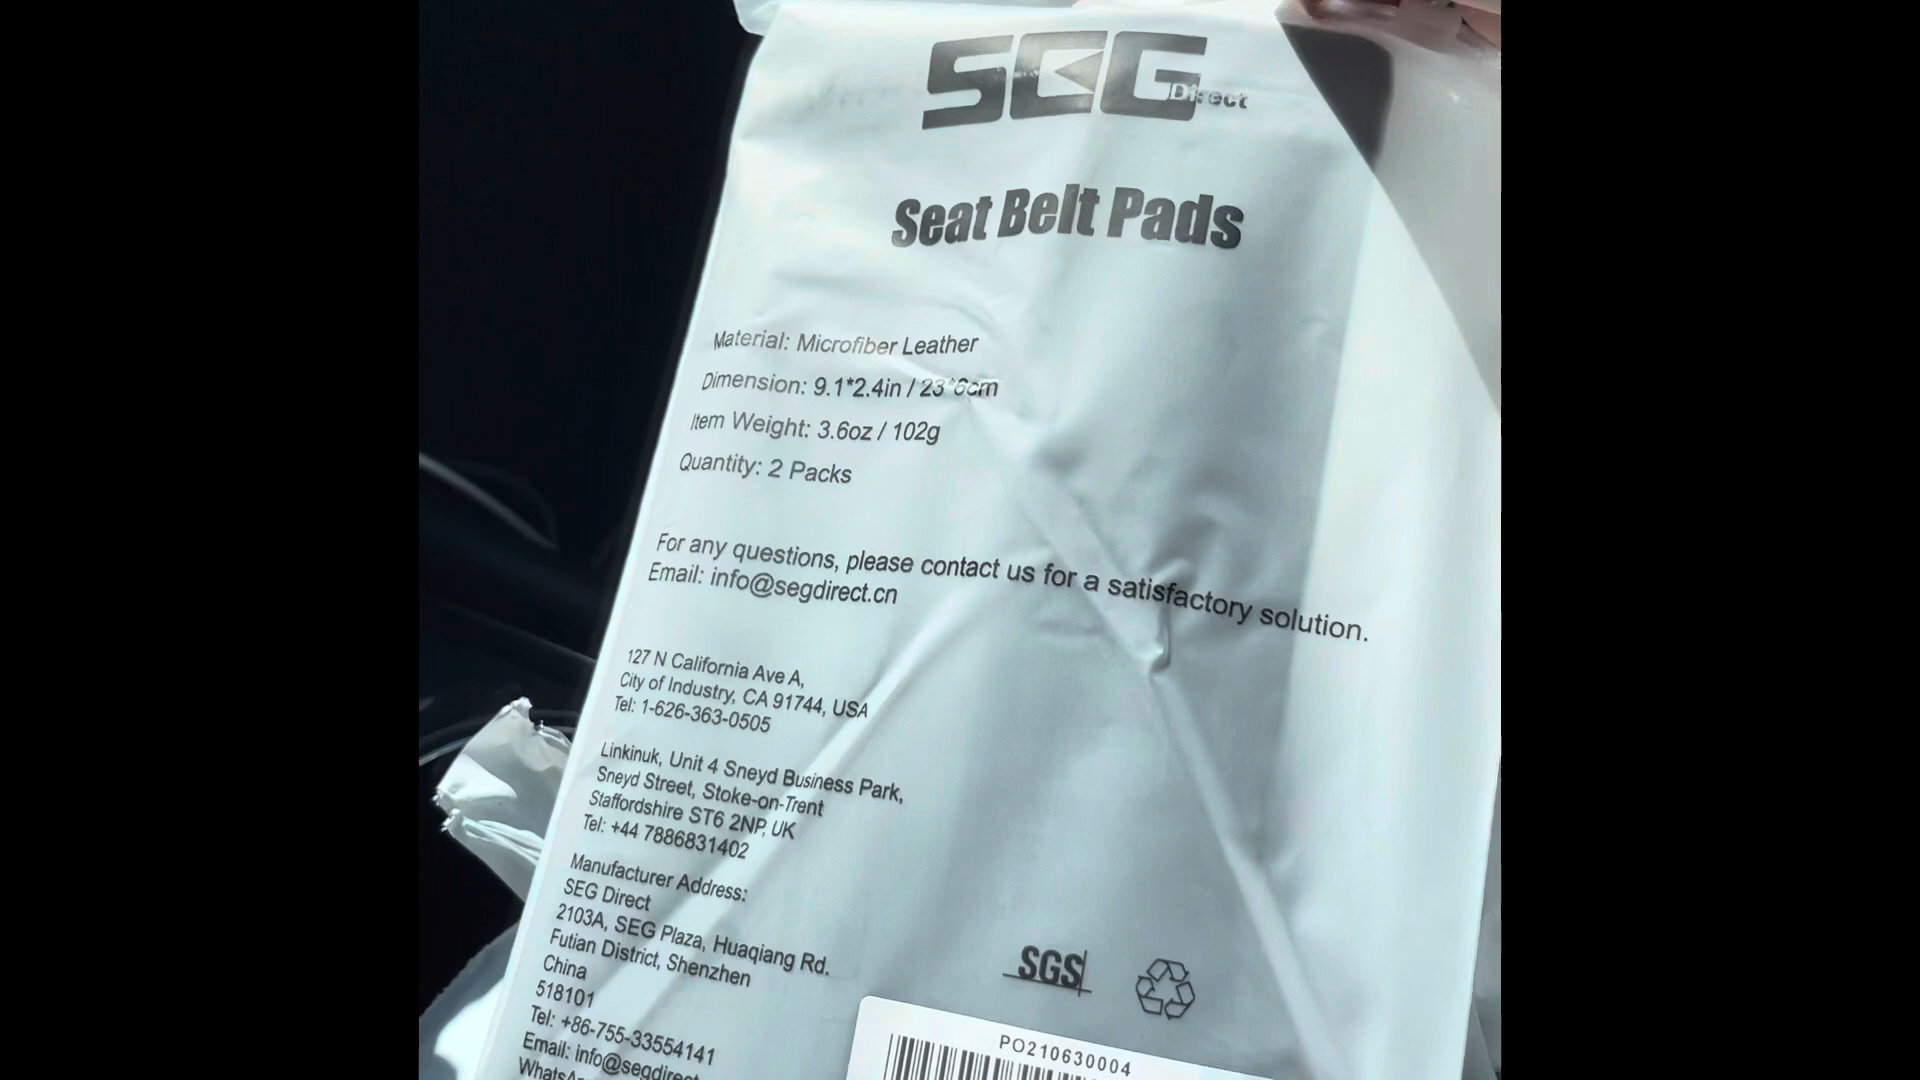 SEG Direct
Seat Belt Pads
Material: Microfiber Leather
Dimension: 9.1*2.4in / 23*6cm
Item Weight: 3.6oz / 102g
Quantity: 2 Packs
For any questions, please contact us for a satisfactory solution.
Email: info@segdirect.cn
127 N California Ave A,
City of Industry, CA 91744, USA
Tel: 1-626-363-0505
Linkinuk, Unit 4 Sneyd Business Park,
Sneyd Street, Stoke-on-Trent
Staffordshire ST6 2NP, UK
Tel: +44 7886831402
Manufacturer Address:
SEG Direct
2103A, SEG Plaza, Huaqiang Rd.
Futian District, Shenzhen
China
518101
Tel: +86-755-33554141
Email: info@segdirect
SGS
PO210630004